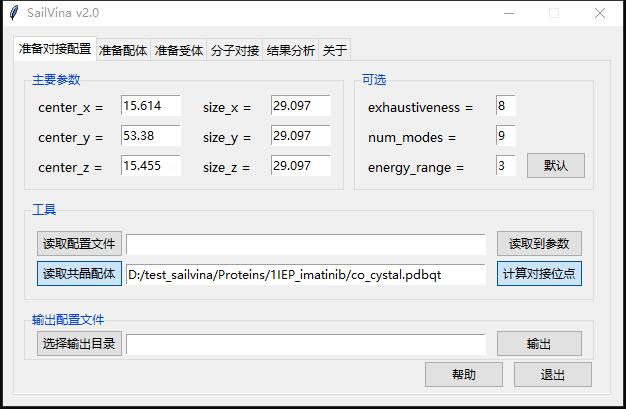 SailVina v2.0
准备对接配置 准备配体 准备受体 分子对接 结果分析 关于
主要参数 可选
center_x = 15.614 size_x = 29.097 exhaustiveness = 8
center_y = 53.38 size_y = 29.097 num_modes = 9
center_z = 15.455 size_z = 29.097 energy_range = 3 默认
工具
读取配置文件 读取到参数
读取共晶配体 D:/test_sailvina/Proteins/1IEP_imatinib/co_cystal.pdbqt 计算对接位点
输出配置文件
选择输出目录 输出
帮助 退出